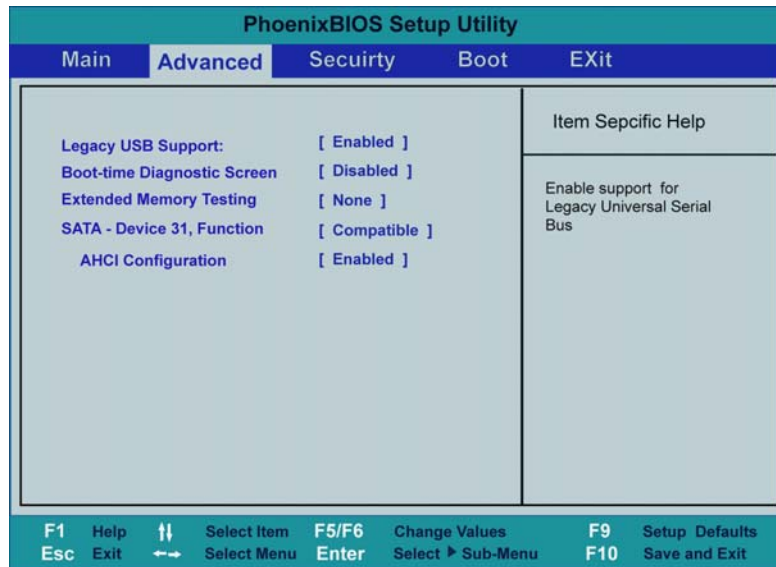 PhoenixBIOS Setup Utility
Main Advanced Secuirty Boot EXit
Item Sepcific Help
Legacy USB Support: [ Enabled ]
Boot-time Diagnostic Screen [ Disabled ]
Extended Memory Testing [ None ]
SATA - Device 31, Function [ Compatible ]
AHCI Configuration [ Enabled ]
Enable support for
Legacy Universal Serial
Bus
F1 Help ↑↓ Select Item F5/F6 Change Values F9 Setup Defaults
Esc Exit ←→ Select Menu Enter Select ▶ Sub-Menu F10 Save and Exit